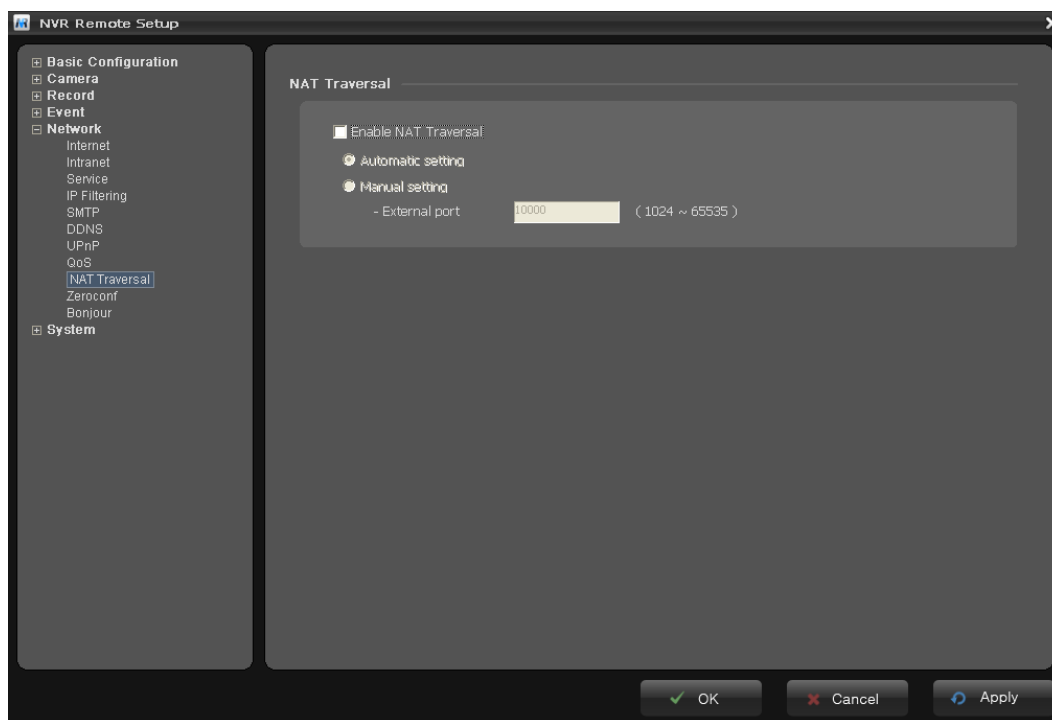 NVR Remote Setup
Basic Configuration
Camera
Record
Event
Network
Internet
Intranet
Service
IP Filtering
SMTP
DDNS
UPnP
QoS
NAT Traversal
Zeroconf
Bonjour
System
NAT Traversal
Enable NAT Traversal
Automatic setting
Manual setting
- External port 10000 ( 1024 ~ 65535 )
OK Cancel Apply